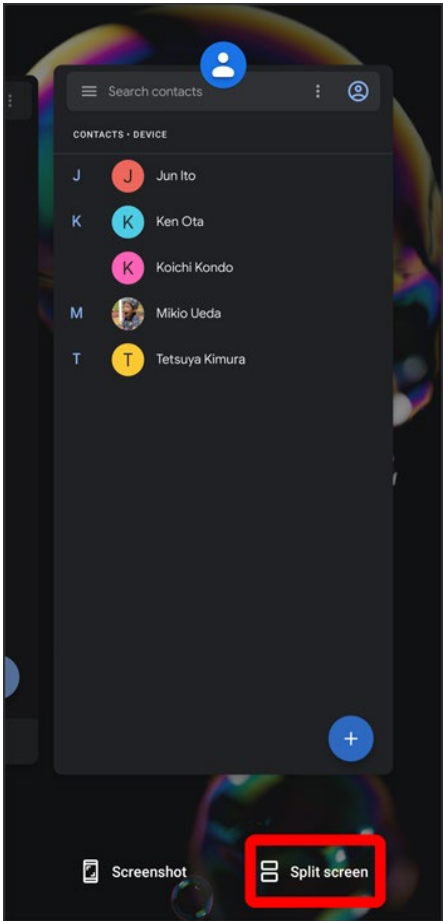 Search contacts
CONTACTS • DEVICE
J J Jun Ito
K K Ken Ota
K Koichi Kondo
M Mikio Ueda
T T Tetsuya Kimura
Screenshot
Split screen